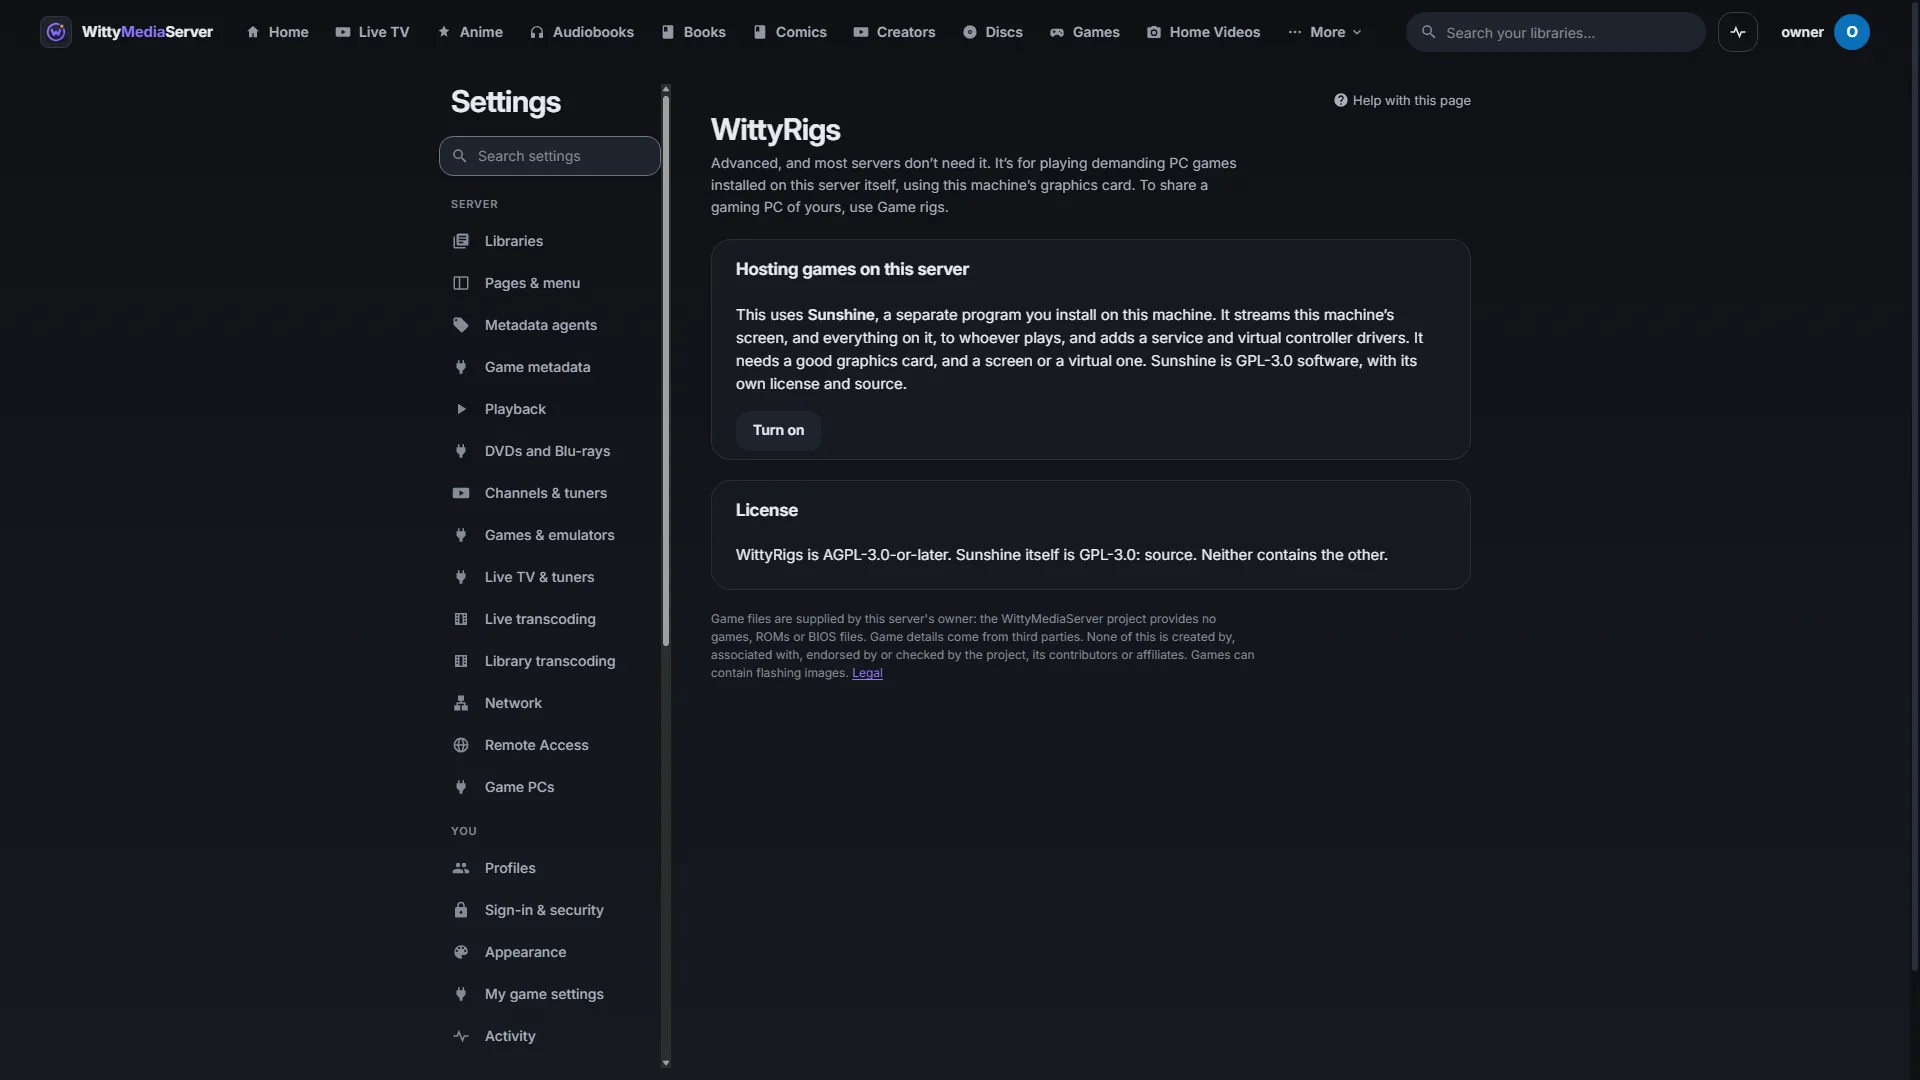 WittyMediaServer
Home
Live TV
Anime
Audiobooks
Books
Comics
Creators
Discs
Games
Home Videos
More
Search your libraries...
owner
O
Settings
Search settings
SERVER
Libraries
Pages & menu
Metadata agents
Game metadata
Playback
DVDs and Blu-rays
Channels & tuners
Games & emulators
Live TV & tuners
Live transcoding
Library transcoding
Network
Remote Access
Game PCs
YOU
Profiles
Sign-in & security
Appearance
My game settings
Activity
Help with this page
WittyRigs
Advanced, and most servers don’t need it. It’s for playing demanding PC games
installed on this server itself, using this machine’s graphics card. To share a
gaming PC of yours, use Game rigs.
Hosting games on this server
This uses Sunshine, a separate program you install on this machine. It streams this machine’s
screen, and everything on it, to whoever plays, and adds a service and virtual controller drivers. It
needs a good graphics card, and a screen or a virtual one. Sunshine is GPL-3.0 software, with its
own license and source.
Turn on
License
WittyRigs is AGPL-3.0-or-later. Sunshine itself is GPL-3.0: source. Neither contains the other.
Game files are supplied by this server's owner: the WittyMediaServer project provides no
games, ROMs or BIOS files. Game details come from third parties. None of this is created by,
associated with, endorsed by or checked by the project, its contributors or affiliates. Games can
contain flashing images. Legal